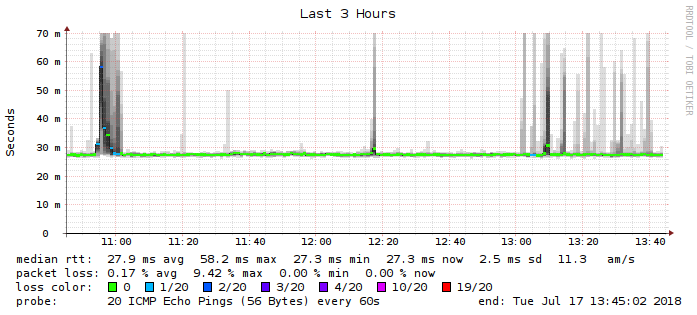 Last 3 Hours
RRDTOOL / TOBI OETIKER
Seconds
70 m
60 m
50 m
40 m
30 m
20 m
10 m
0
11:00 11:20 11:40 12:00 12:20 12:40 13:00 13:20 13:40
median rtt: 27.9 ms avg 58.2 ms max 27.3 ms min 27.3 ms now 2.5 ms sd 11.3 am/s
packet loss: 0.17 % avg 9.42 % max 0.00 % min 0.00 % now
loss color: 0 1/20 2/20 3/20 4/20 10/20 19/20
probe: 20 ICMP Echo Pings (56 Bytes) every 60s end: Tue Jul 17 13:45:02 2018